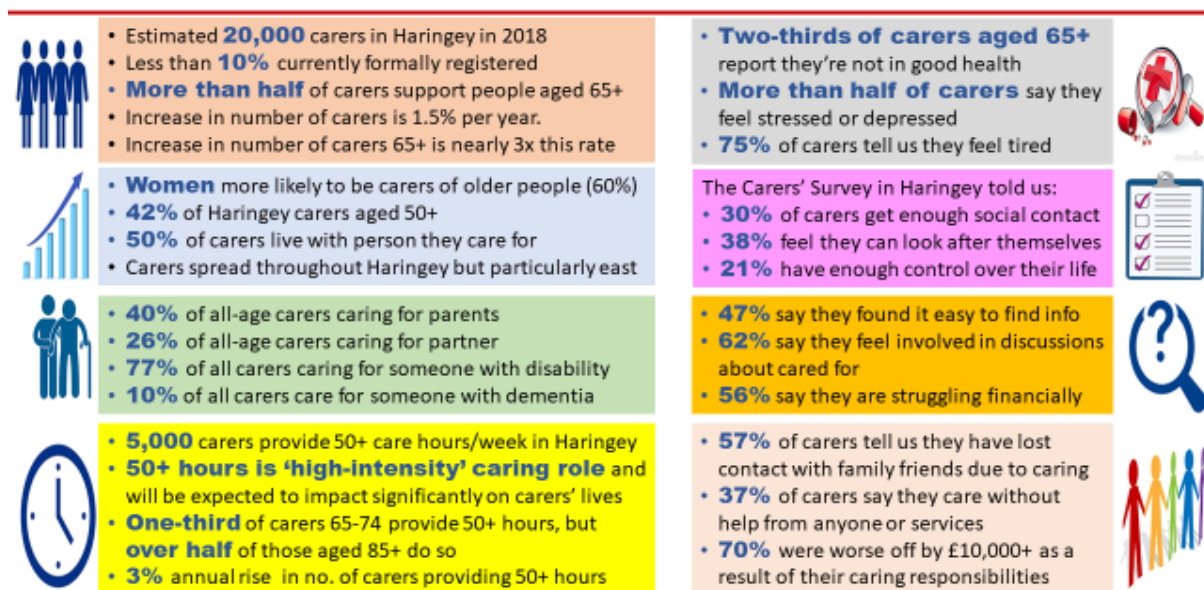 • Estimated 20,000 carers in Haringey in 2018
• Less than 10% currently formally registered
• More than half of carers support people aged 65+
• Increase in number of carers is 1.5% per year.
• Increase in number of carers 65+ is nearly 3x this rate
• Women more likely to be carers of older people (60%)
• 42% of Haringey carers aged 50+
• 50% of carers live with person they care for
• Carers spread throughout Haringey but particularly east
• 40% of all-age carers caring for parents
• 26% of all-age carers caring for partner
• 77% of all carers caring for someone with disability
• 10% of all carers care for someone with dementia
• 5,000 carers provide 50+ care hours/week in Haringey
• 50+ hours is ‘high-intensity’ caring role and
will be expected to impact significantly on carers’ lives
• One-third of carers 65-74 provide 50+ hours, but
over half of those aged 85+ do so
• 3% annual rise in no. of carers providing 50+ hours
• Two-thirds of carers aged 65+
report they’re not in good health
• More than half of carers say they
feel stressed or depressed
• 75% of carers tell us they feel tired
The Carers’ Survey in Haringey told us:
• 30% of carers get enough social contact
• 38% feel they can look after themselves
• 21% have enough control over their life
• 47% say they found it easy to find info
• 62% say they feel involved in discussions
about cared for
• 56% say they are struggling financially
• 57% of carers tell us they have lost
contact with family friends due to caring
• 37% of carers say they care without
help from anyone or services
• 70% were worse off by £10,000+ as a
result of their caring responsibilities